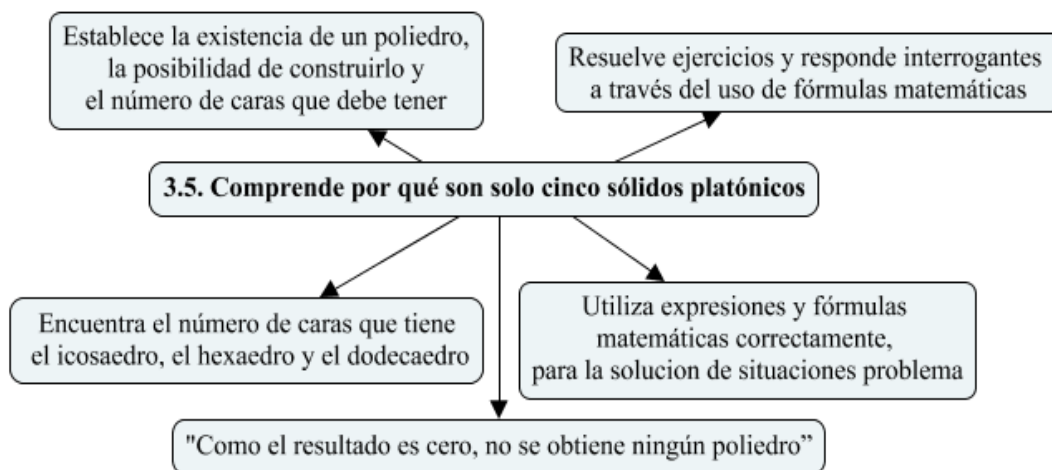 Establece la existencia de un poliedro,
la posibilidad de construirlo y
el número de caras que debe tener
Resuelve ejercicios y responde interrogantes
a través del uso de fórmulas matemáticas
3.5. Comprende por qué son solo cinco sólidos platónicos
Encuentra el número de caras que tiene
el icosaedro, el hexaedro y el dodecaedro
Utiliza expresiones y fórmulas
matemáticas correctamente,
para la solucion de situaciones problema
"Como el resultado es cero, no se obtiene ningún poliedro”